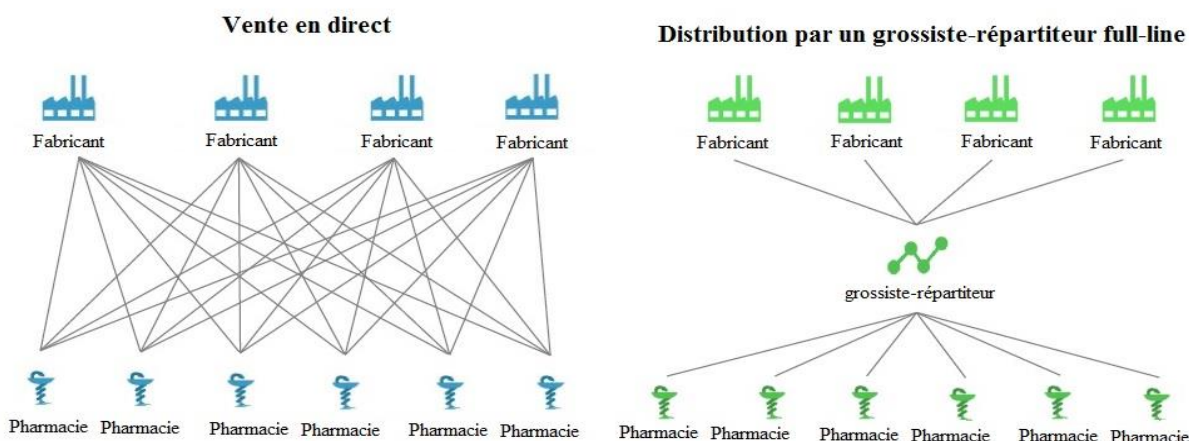 Vente en direct
Fabricant Fabricant Fabricant Fabricant
Pharmacie Pharmacie Pharmacie Pharmacie Pharmacie Pharmacie
Distribution par un grossiste-répartiteur full-line
Fabricant Fabricant Fabricant Fabricant
grossiste-répartiteur
Pharmacie Pharmacie Pharmacie Pharmacie Pharmacie Pharmacie